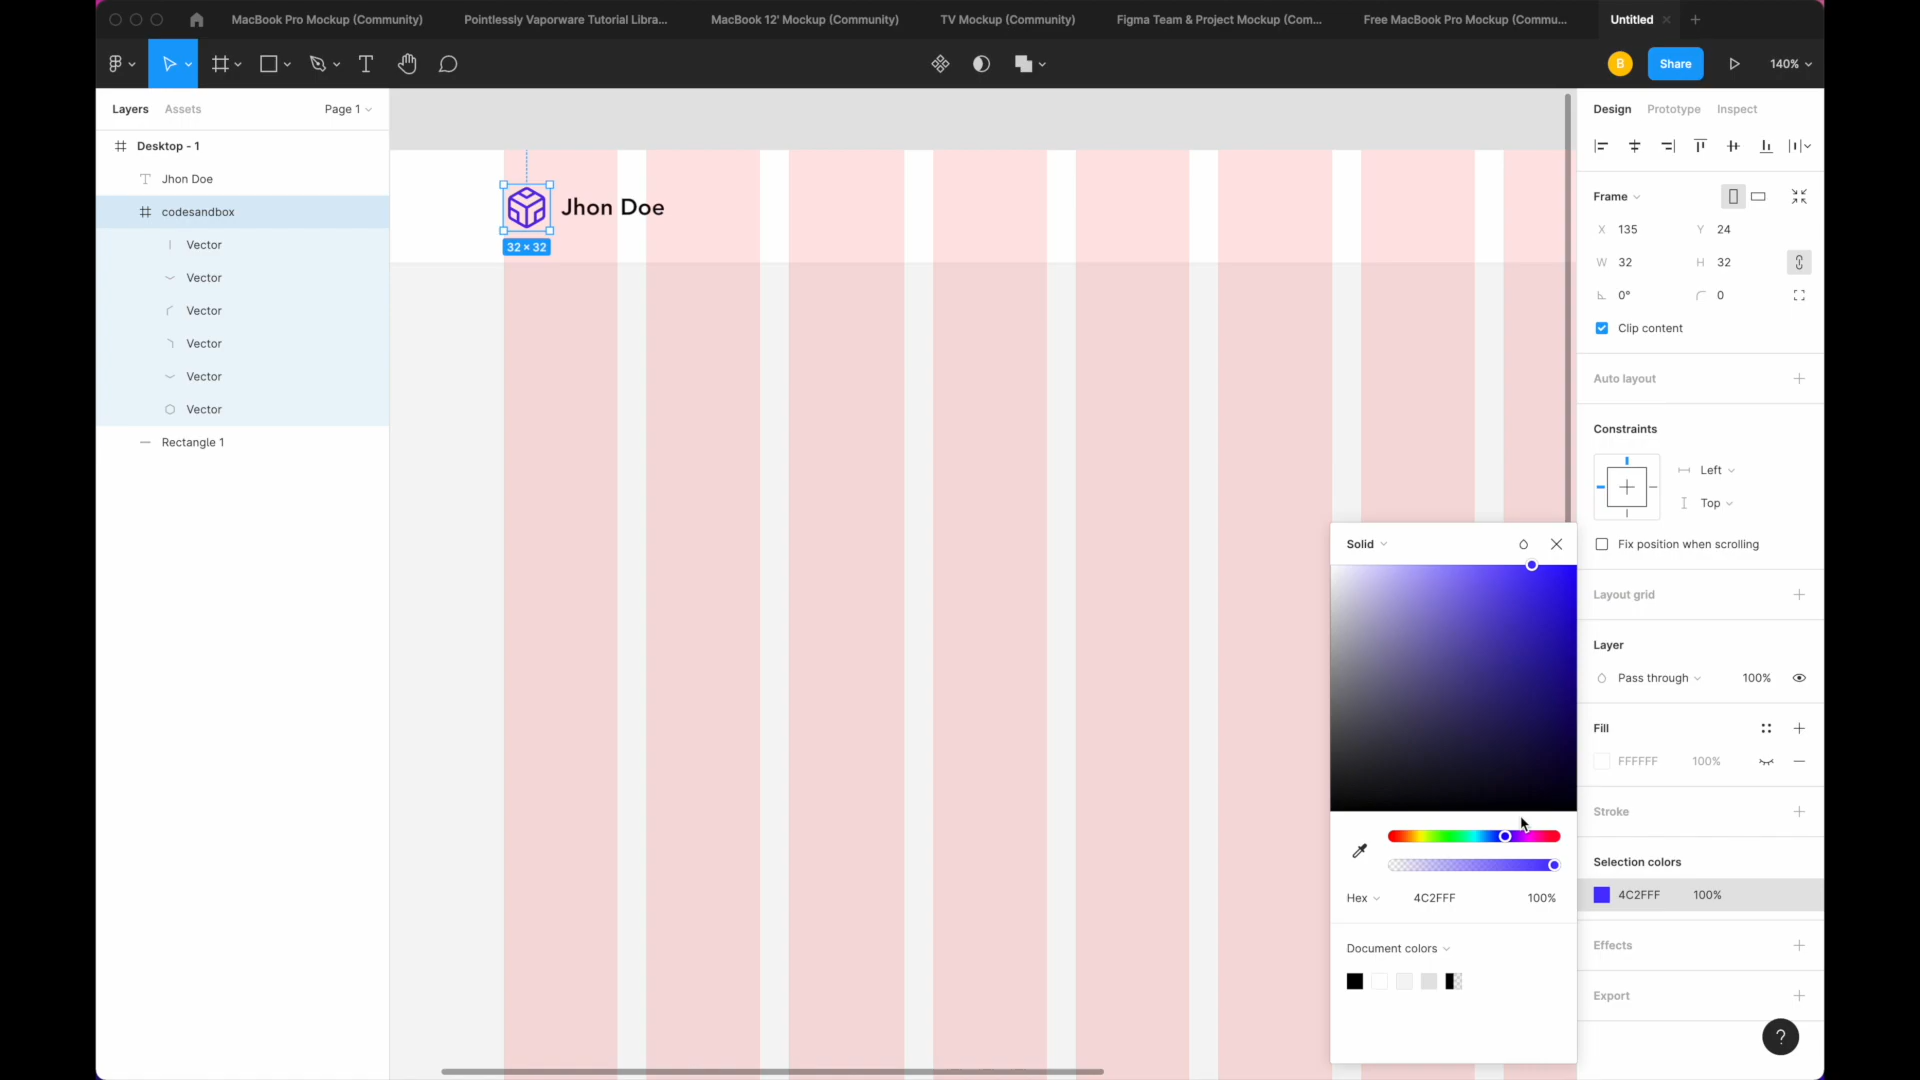 MacBook Pro Mockup (Community)
Pointlessly Vaporware Tutorial Libra...
MacBook 12' Mockup (Community)
TV Mockup (Community)
Figma Team & Project Mockup (Com...
Free MacBook Pro Mockup (Commu...
Untitled
B
Share
140%
Layers
Assets
Page 1
Desktop - 1
Jhon Doe
codesandbox
Vector
Vector
Vector
Vector
Vector
Vector
Rectangle 1
Jhon Doe
32 × 32
Design
Prototype
Inspect
Frame
X 135
Y 24
W 32
H 32
0°
0
Clip content
Auto layout
Constraints
Left
Top
Fix position when scrolling
Layout grid
Layer
Pass through
100%
Fill
FFFFFF
100%
Stroke
Selection colors
4C2FFF
100%
Effects
Export
?
Solid
Hex
4C2FFF
100%
Document colors